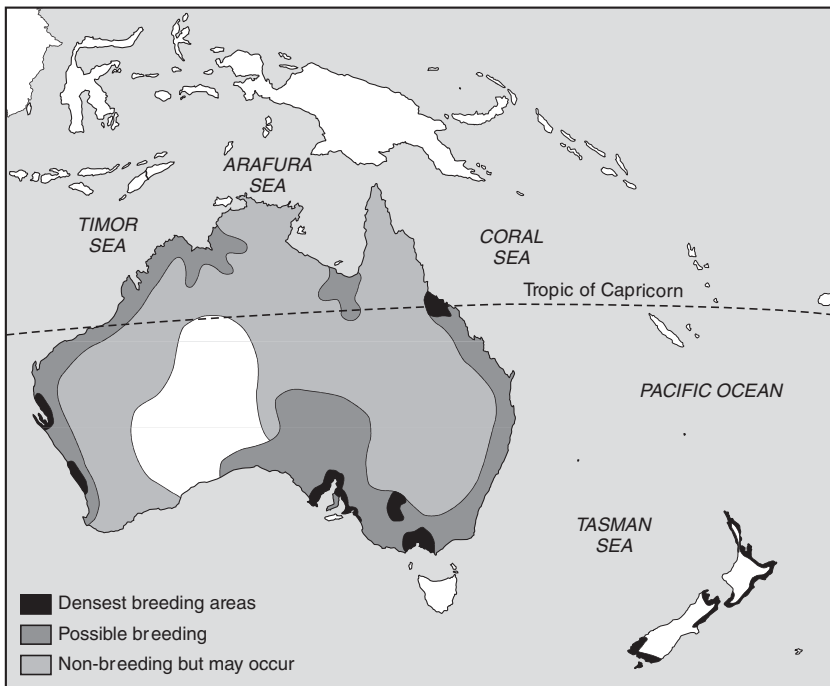 ARAFURA
SEA
TIMOR
SEA
CORAL
SEA
Tropic of Capricorn
PACIFIC OCEAN
TASMAN
SEA
Densest breeding areas
Possible breeding
Non-breeding but may occur